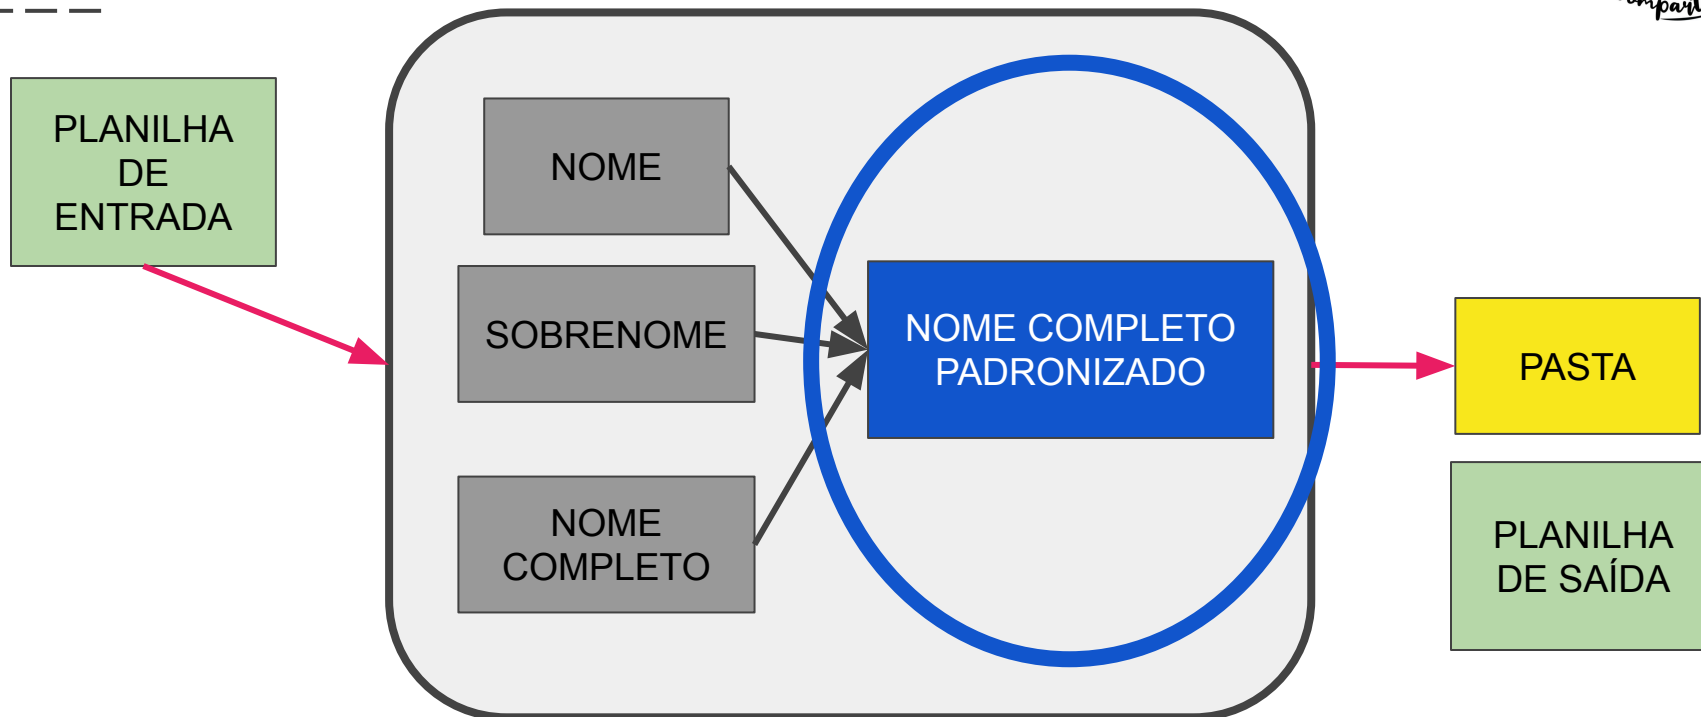 PLANILHA
DE
ENTRADA
NOME
SOBRENOME
NOME
COMPLETO
NOME COMPLETO
PADRONIZADO
PASTA
PLANILHA
DE SAÍDA